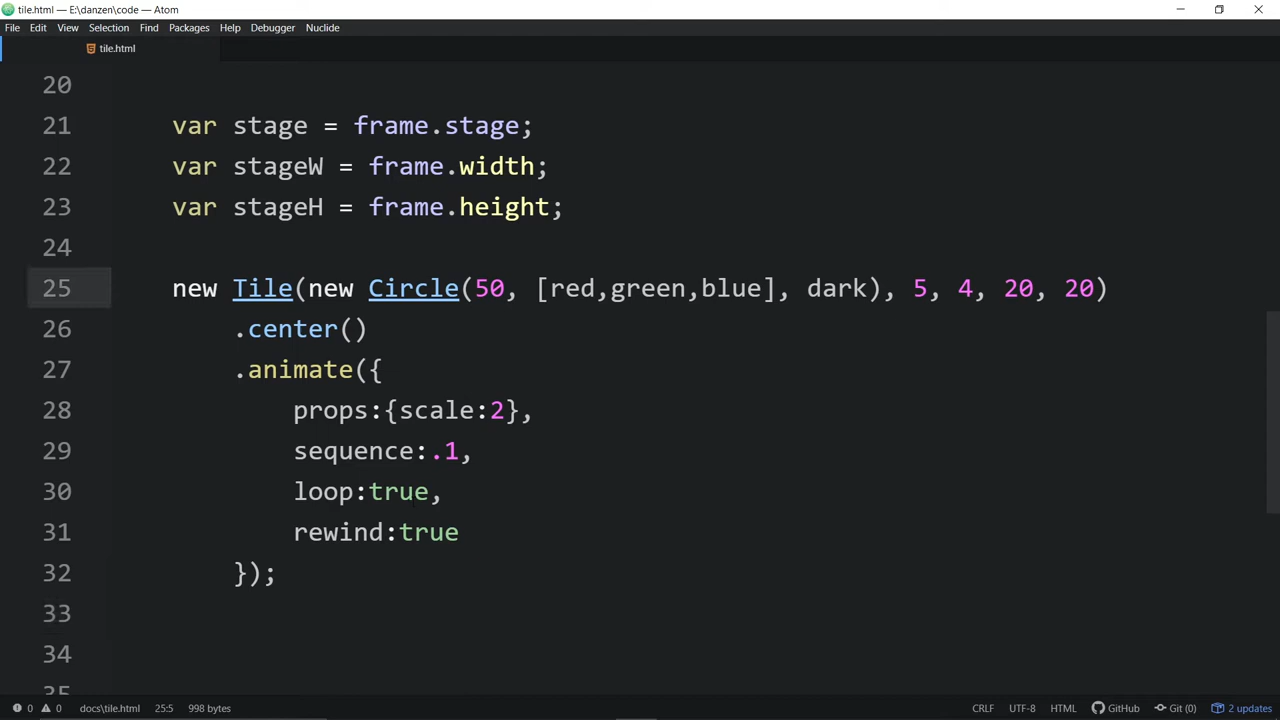 tile.html — E:\danzen\code — Atom
File Edit View Selection Find Packages Help Debugger Nuclide
tile.html
20
21 var stage = frame.stage;
22 var stageW = frame.width;
23 var stageH = frame.height;
24
25 new Tile(new Circle(50, [red,green,blue], dark), 5, 4, 20, 20)
26 .center()
27 .animate({
28 props:{scale:2},
29 sequence:.1,
30 loop:true,
31 rewind:true
32 });
33
34
35
0 0 docs\tile.html 25:5 998 bytes CRLF UTF-8 HTML GitHub Git (0) 2 updates